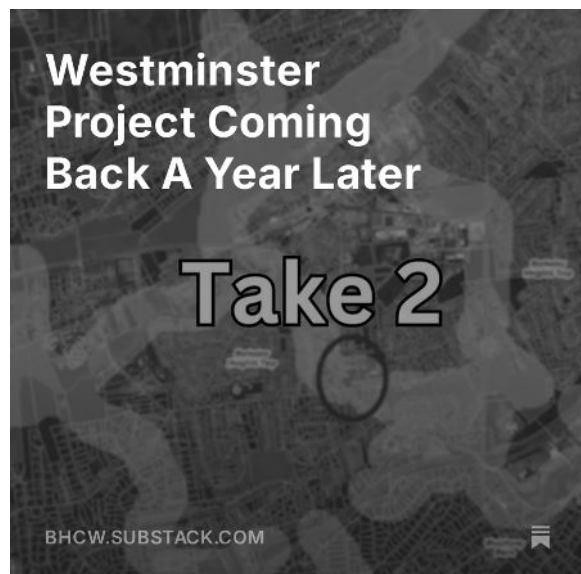 Westminster
Project Coming
Back A Year Later
Take 2
BHCW.SUBSTACK.COM